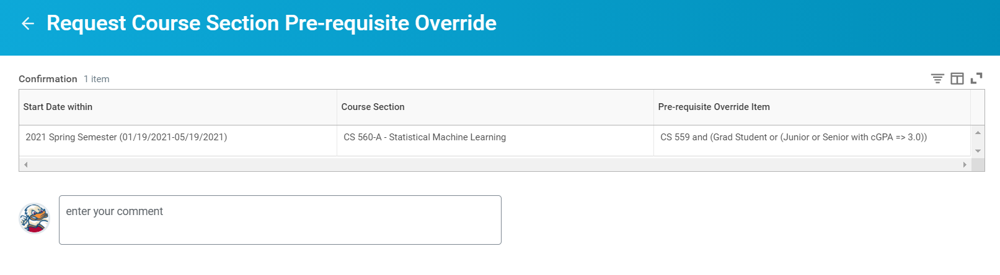 Request Course Section Pre-requisite Override
Confirmation 1 item
Start Date within Course Section Pre-requisite Override Item
2021 Spring Semester (01/19/2021-05/19/2021) CS 560-A - Statistical Machine Learning CS 559 and (Grad Student or (Junior or Senior with cGPA => 3.0))
enter your comment